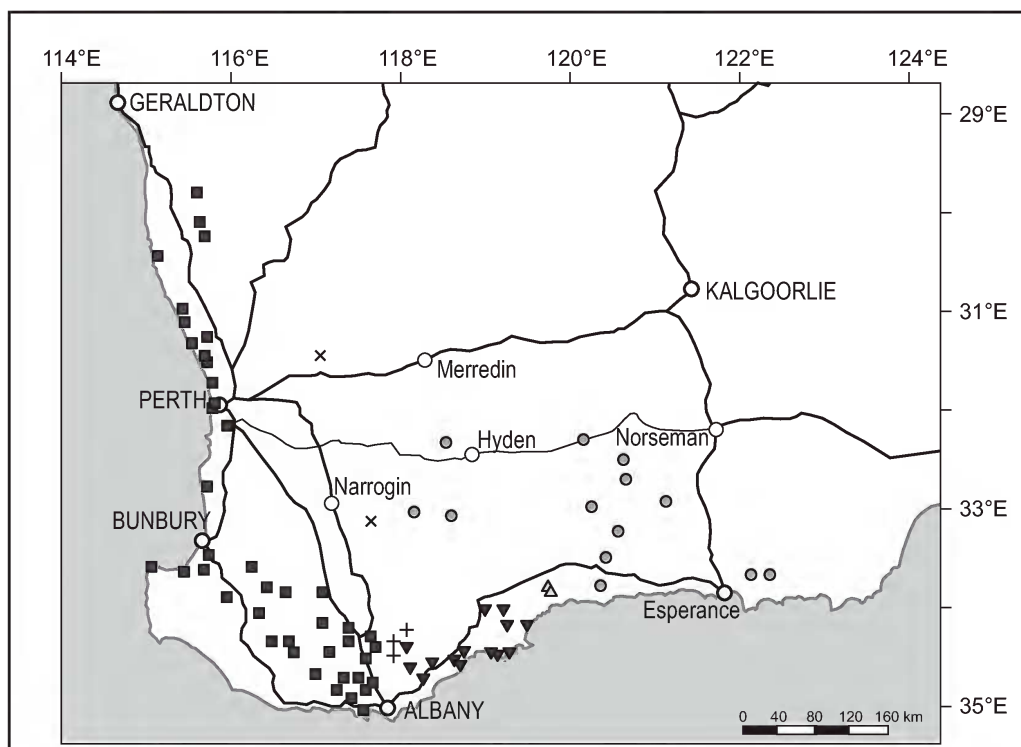 114°E 116°E 118°E 120°E 122°E 124°E
GERALDTON
29°E
KALGOORLIE
31°E
Merredin
PERTH
Hyden
Norseman
Narrogin
33°E
BUNBURY
Esperance
ALBANY
35°E
0 40 80 120 160 km